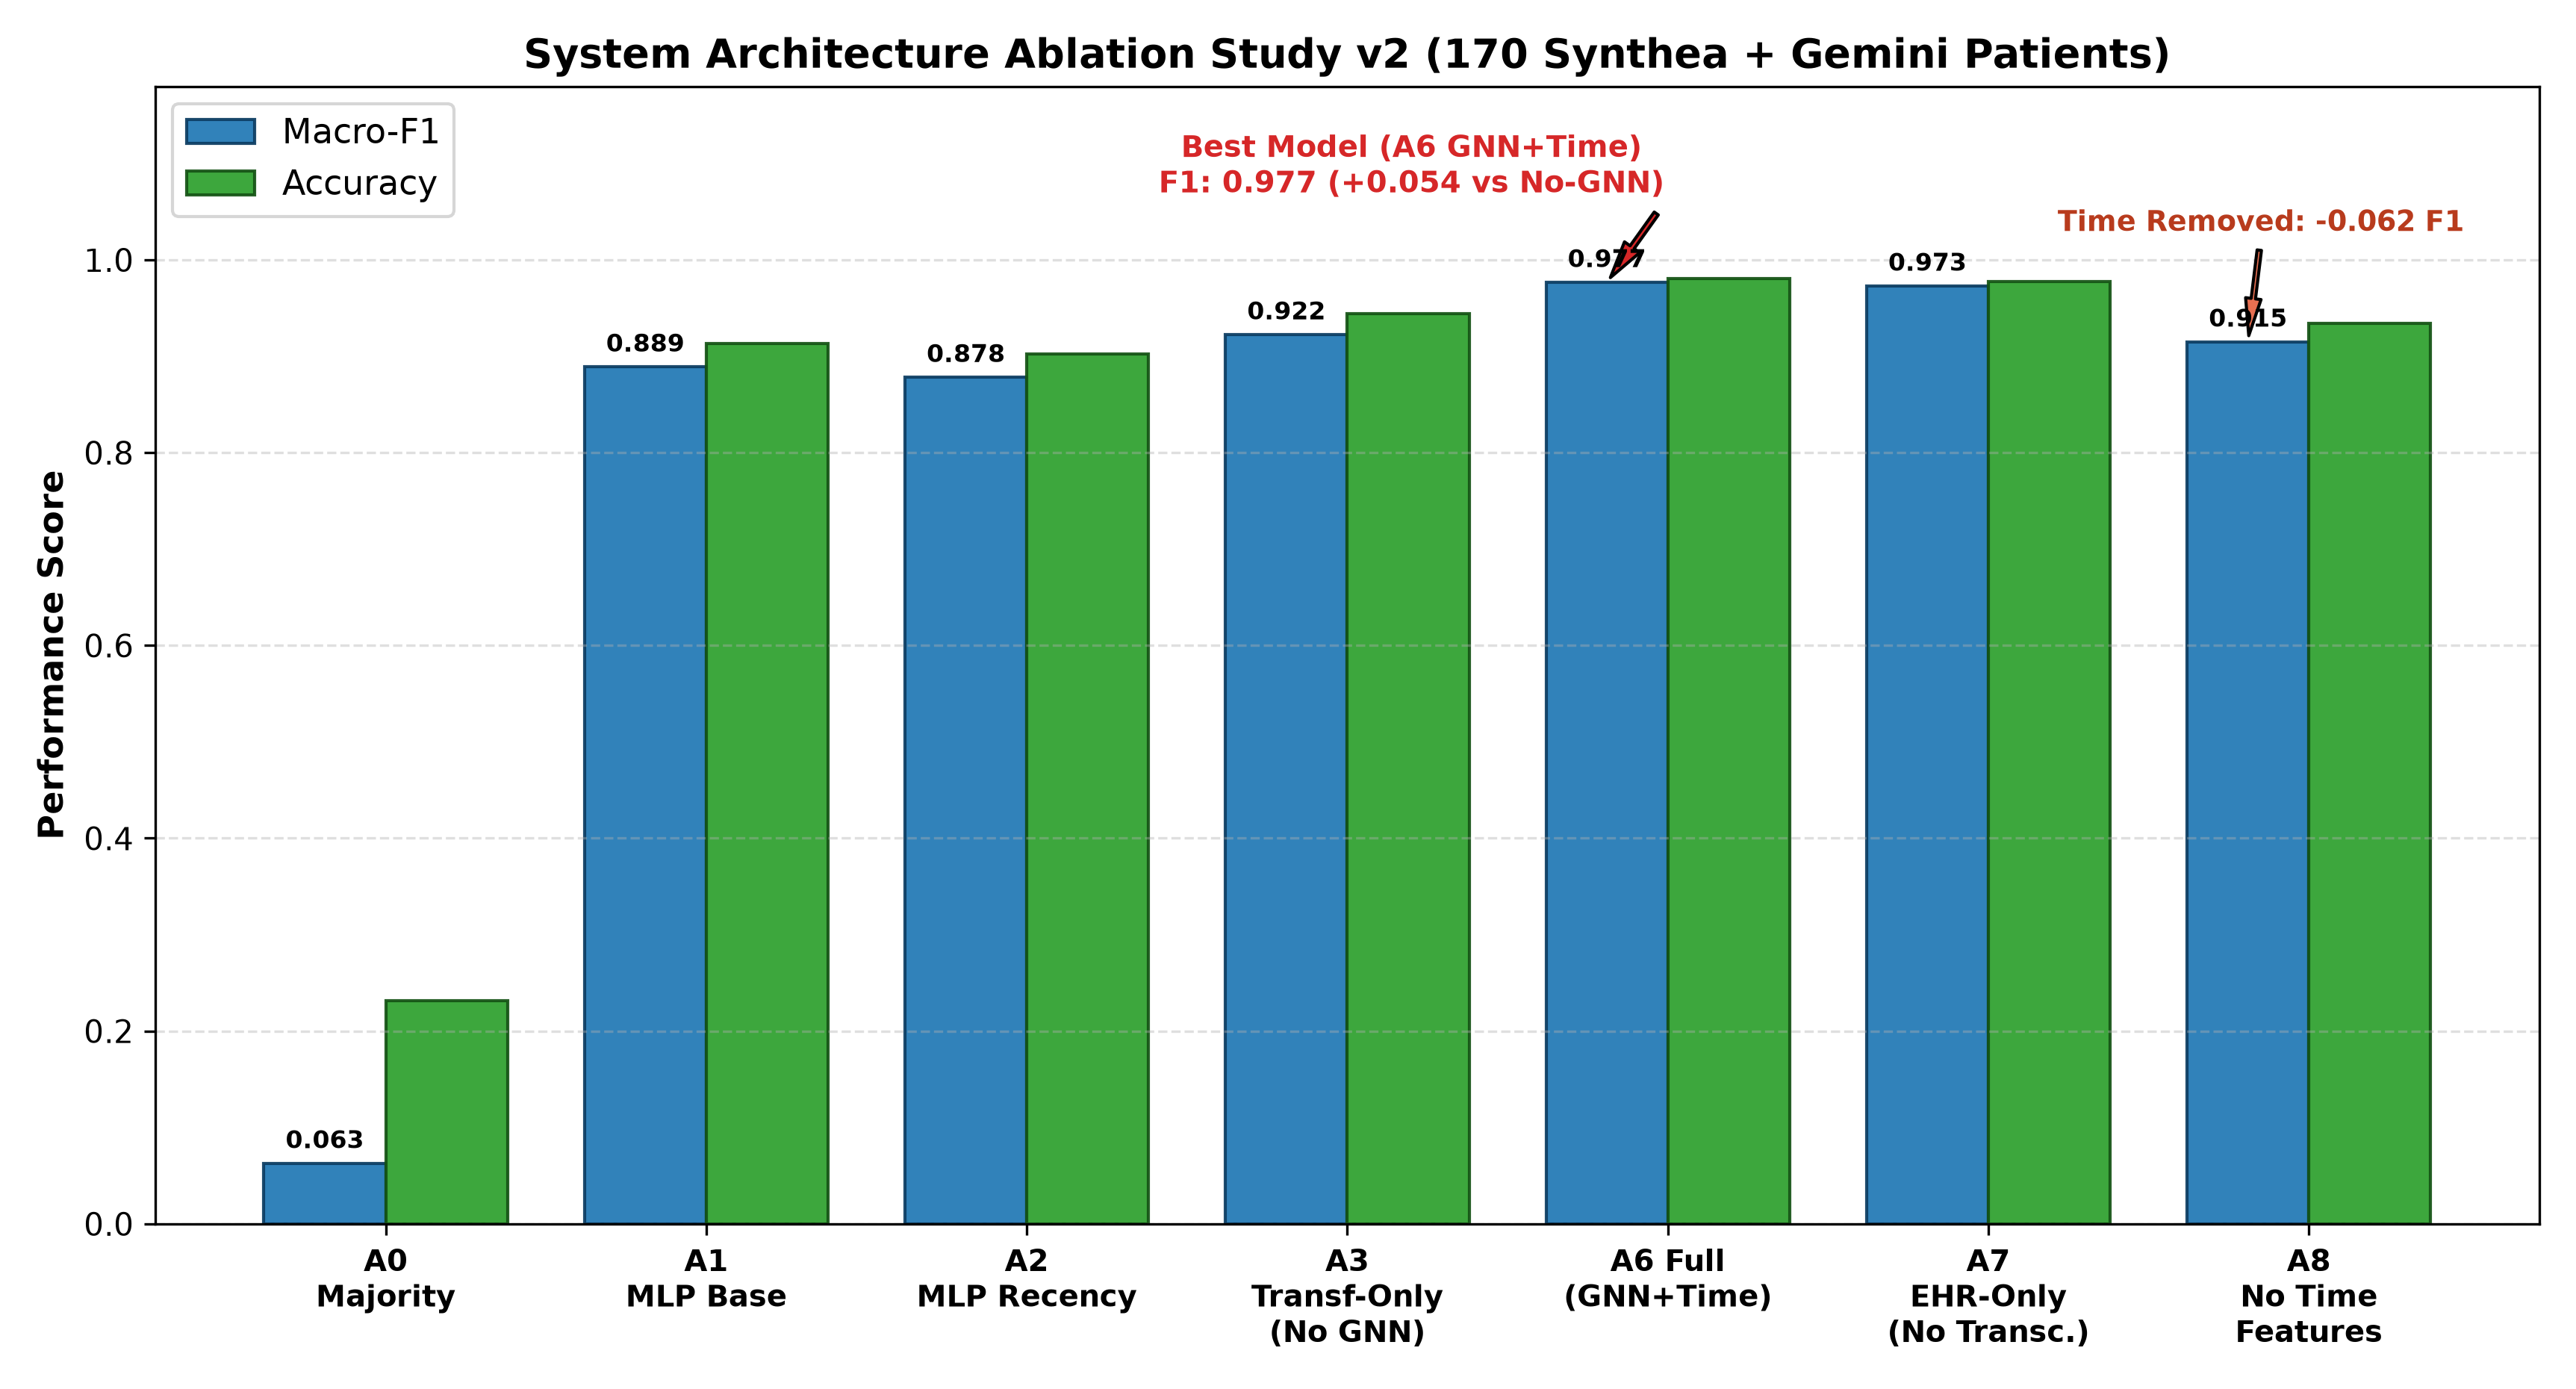 System Architecture Ablation Study v2 (170 Synthea + Gemini Patients)
Macro-F1
Accuracy
Best Model (A6 GNN+Time)
F1: 0.977 (+0.054 vs No-GNN)
Time Removed: -0.062 F1
Performance Score
1.0
0.8
0.6
0.4
0.2
0.0
0.063
0.889
0.878
0.922
0.977
0.973
0.915
A0
Majority
A1
MLP Base
A2
MLP Recency
A3
Transf-Only
(No GNN)
A6 Full
(GNN+Time)
A7
EHR-Only
(No Transc.)
A8
No Time
Features